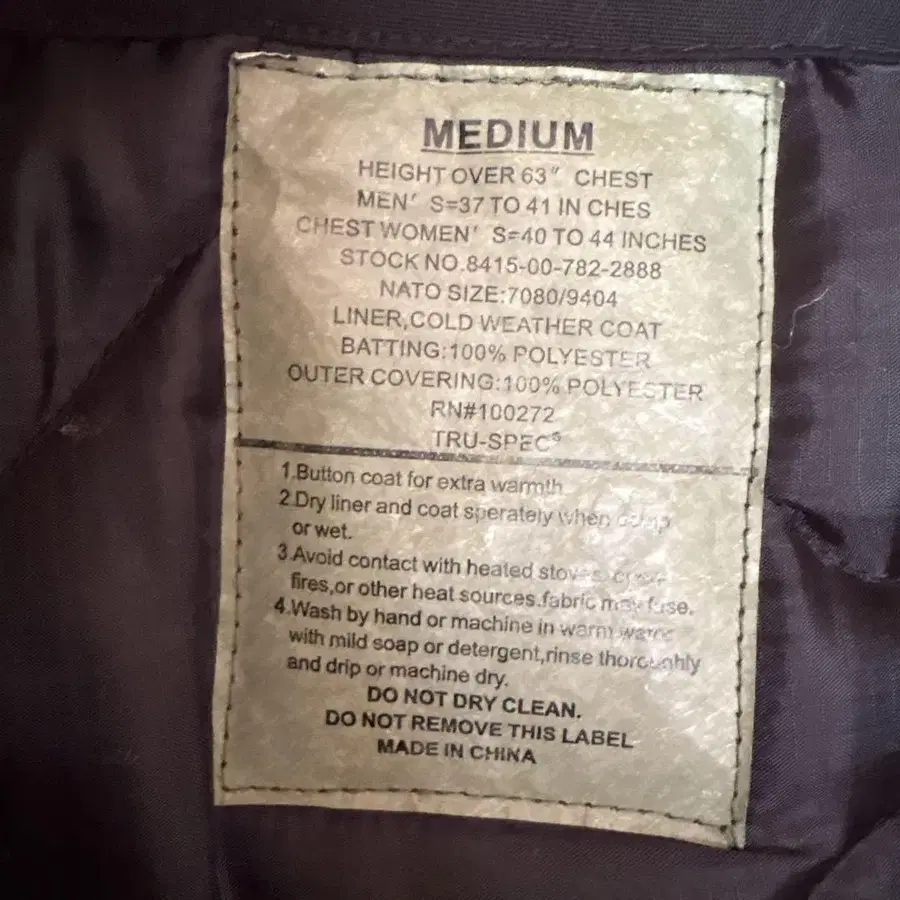 MEDIUM
HEIGHT OVER 63" CHEST
MEN' S=37 TO 41 IN CHES
CHEST WOMEN' S=40 TO 44 INCHES
STOCK NO.8415-00-782-2888
NATO SIZE:7080/9404
LINER,COLD WEATHER COAT
BATTING:100% POLYESTER
OUTER COVERING:100% POLYESTER
RN#100272
TRU-SPEC
1.Button coat for extra warmth
2.Dry liner and coat sperately when
or wet.
3.Avoid contact with heated stoves.
fires,or other heat sources.fabric may fuse.
4.Wash by hand or machine in warm water
with mild soap or detergent,rinse thoroughly
and drip or machine dry.
DO NOT DRY CLEAN.
DO NOT REMOVE THIS LABEL
MADE IN CHINA